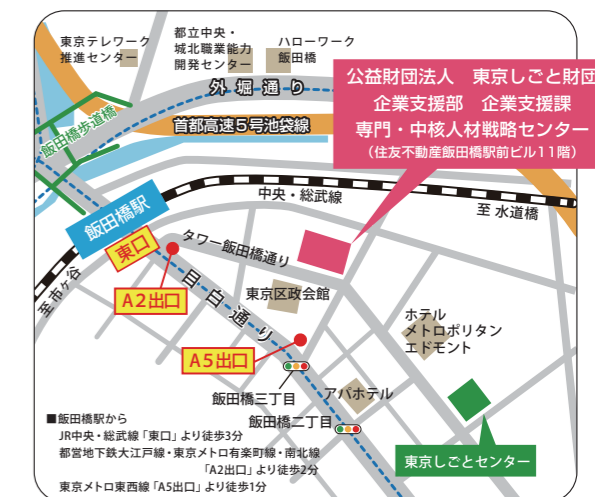 東京テレワーク
推進センター
都立中央・
城北職業能力
開発センター
ハローワーク
飯田橋
外堀通り
首都高速5号池袋線
飯田橋歩道橋
公益財団法人　東京しごと財団
企業支援部　企業支援課
専門・中核人材戦略センター
（住友不動産飯田橋駅前ビル11階）
中央・総武線
至 水道橋
飯田橋駅
東口
タワー飯田橋通り
至市ヶ谷
A2出口
目白通り
東京区政会館
A5出口
ホテル
メトロポリタン
エドモント
飯田橋三丁目
アパホテル
飯田橋二丁目
東京しごとセンター
■飯田橋駅から
JR中央・総武線「東口」より徒歩3分
都営地下鉄大江戸線・東京メトロ有楽町線・南北線
「A2出口」より徒歩2分
東京メトロ東西線「A5出口」より徒歩1分